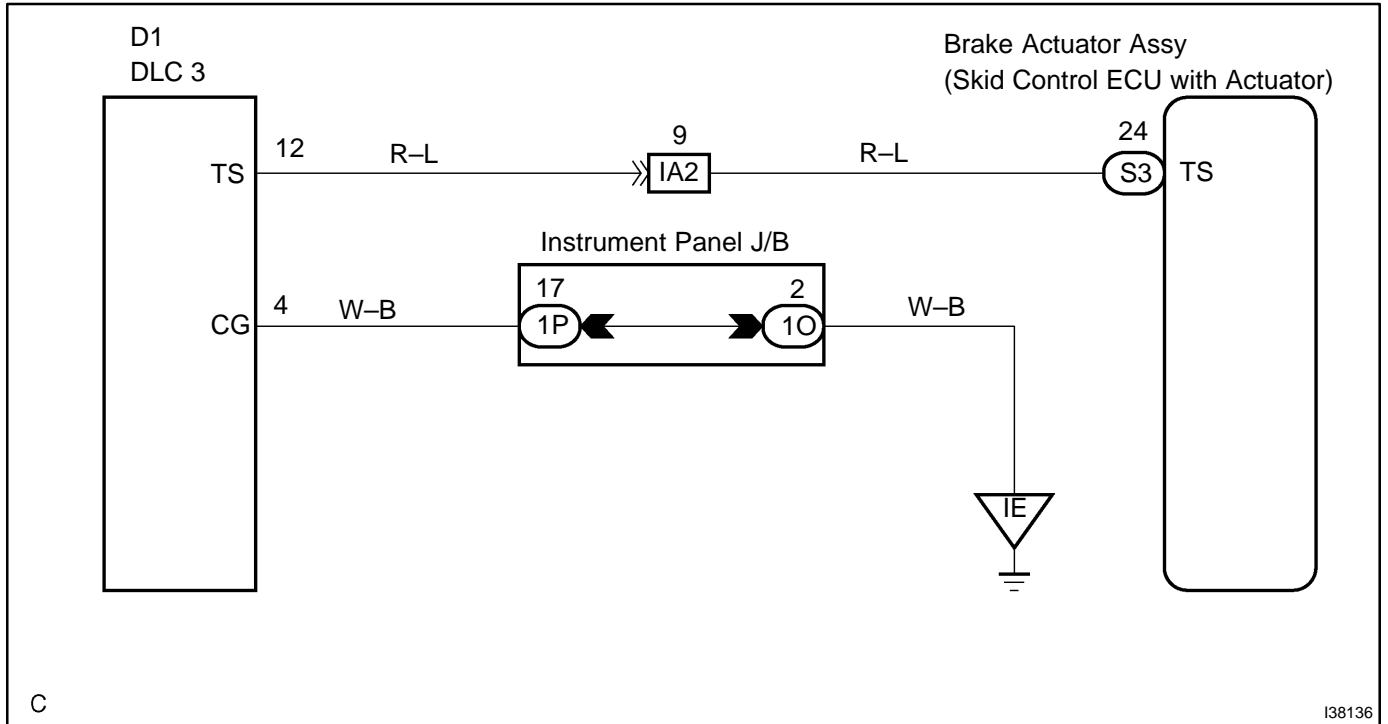 D1
DLC 3
Brake Actuator Assy
(Skid Control ECU with Actuator)
TS
12
R–L
9
IA2
R–L
24
S3
TS
Instrument Panel J/B
CG
4
W–B
17
1P
2
1O
W–B
IE
C
I38136